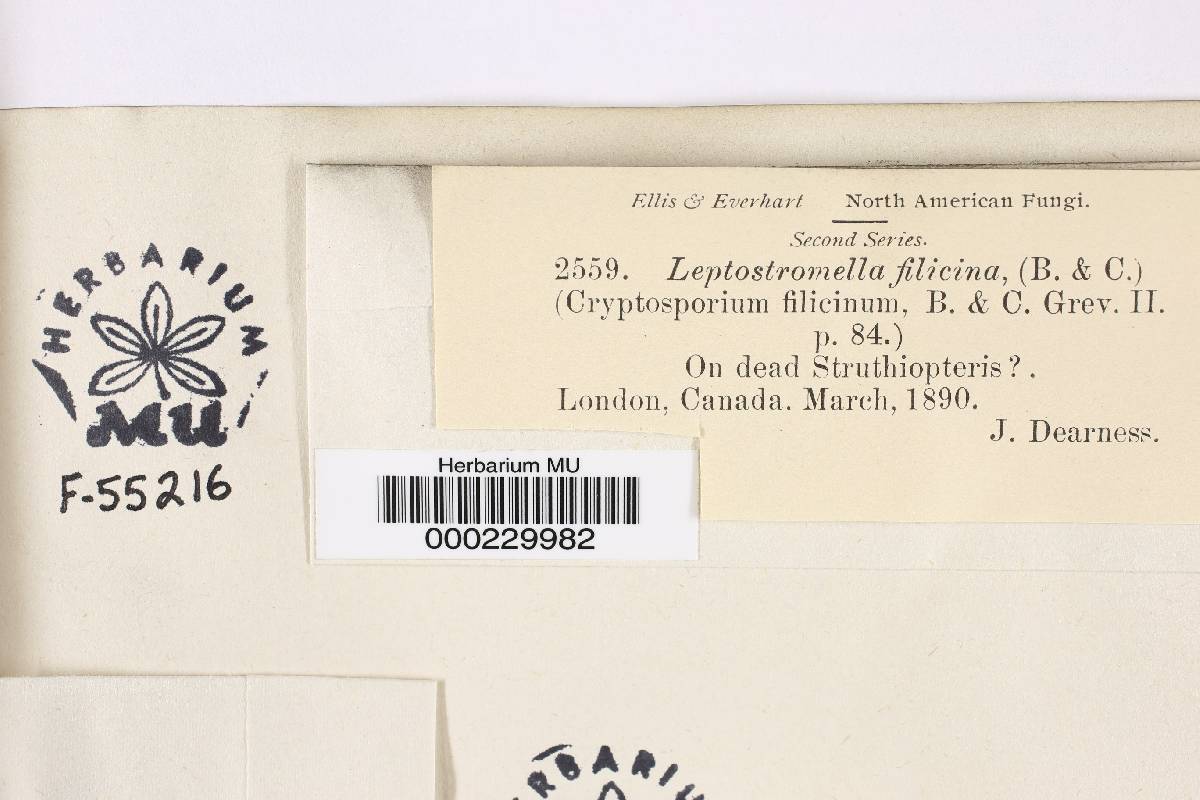 Ellis & Everhart North American Fungi.
Second Series.
2559. Leptostromella filicina, (B. & C.)
(Cryptosporium filicinum, B. & C. Grev. II.
p. 84.)
On dead Struthiopteris?.
London, Canada. March, 1890.
J. Dearness.
HERBARIUM
MU
F-55216
Herbarium MU
000229982
HERBARIU